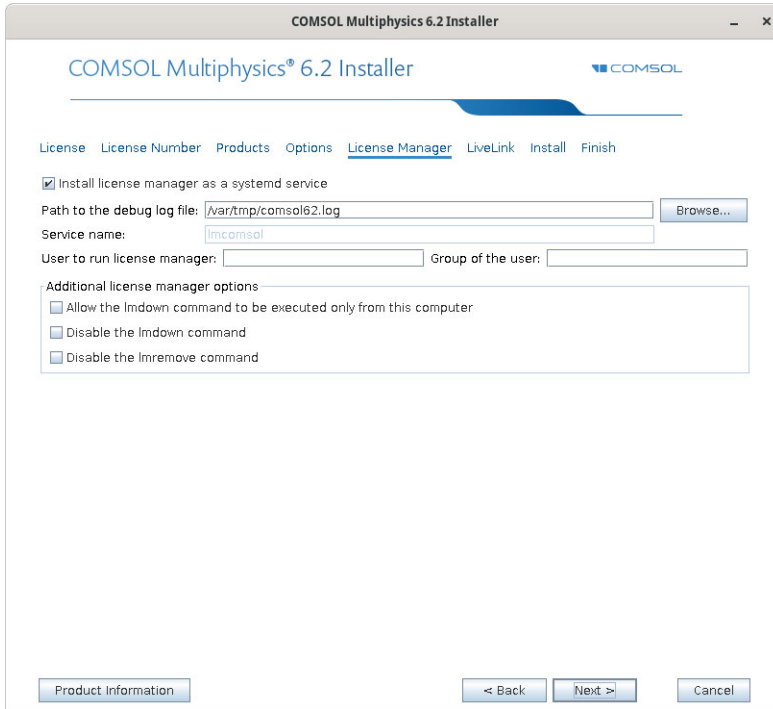 COMSOL Multiphysics 6.2 Installer
COMSOL Multiphysics® 6.2 Installer
COMSOL
License License Number Products Options License Manager LiveLink Install Finish
Install license manager as a systemd service
Path to the debug log file: /var/tmp/comsol62.log Browse...
Service name: lmcomsol
User to run license manager: Group of the user:
Additional license manager options
Allow the lmdown command to be executed only from this computer
Disable the lmdown command
Disable the lmremove command
Product Information < Back Next > Cancel